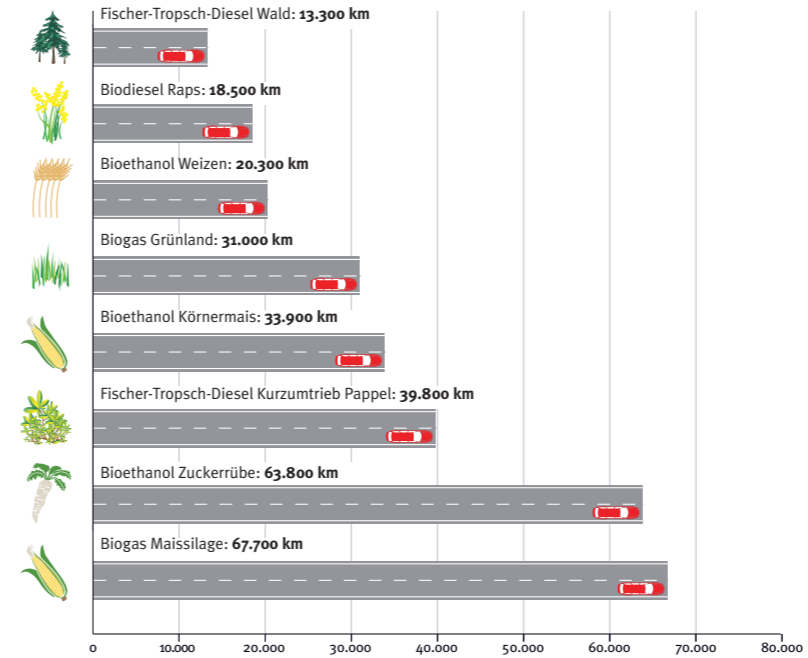 Fischer-Tropsch-Diesel Wald: 13.300 km
Biodiesel Raps: 18.500 km
Bioethanol Weizen: 20.300 km
Biogas Grünland: 31.000 km
Bioethanol Körnermais: 33.900 km
Fischer-Tropsch-Diesel Kurzumtrieb Pappel: 39.800 km
Bioethanol Zuckerrübe: 63.800 km
Biogas Maissilage: 67.700 km
0 10.000 20.000 30.000 40.000 50.000 60.000 70.000 80.000